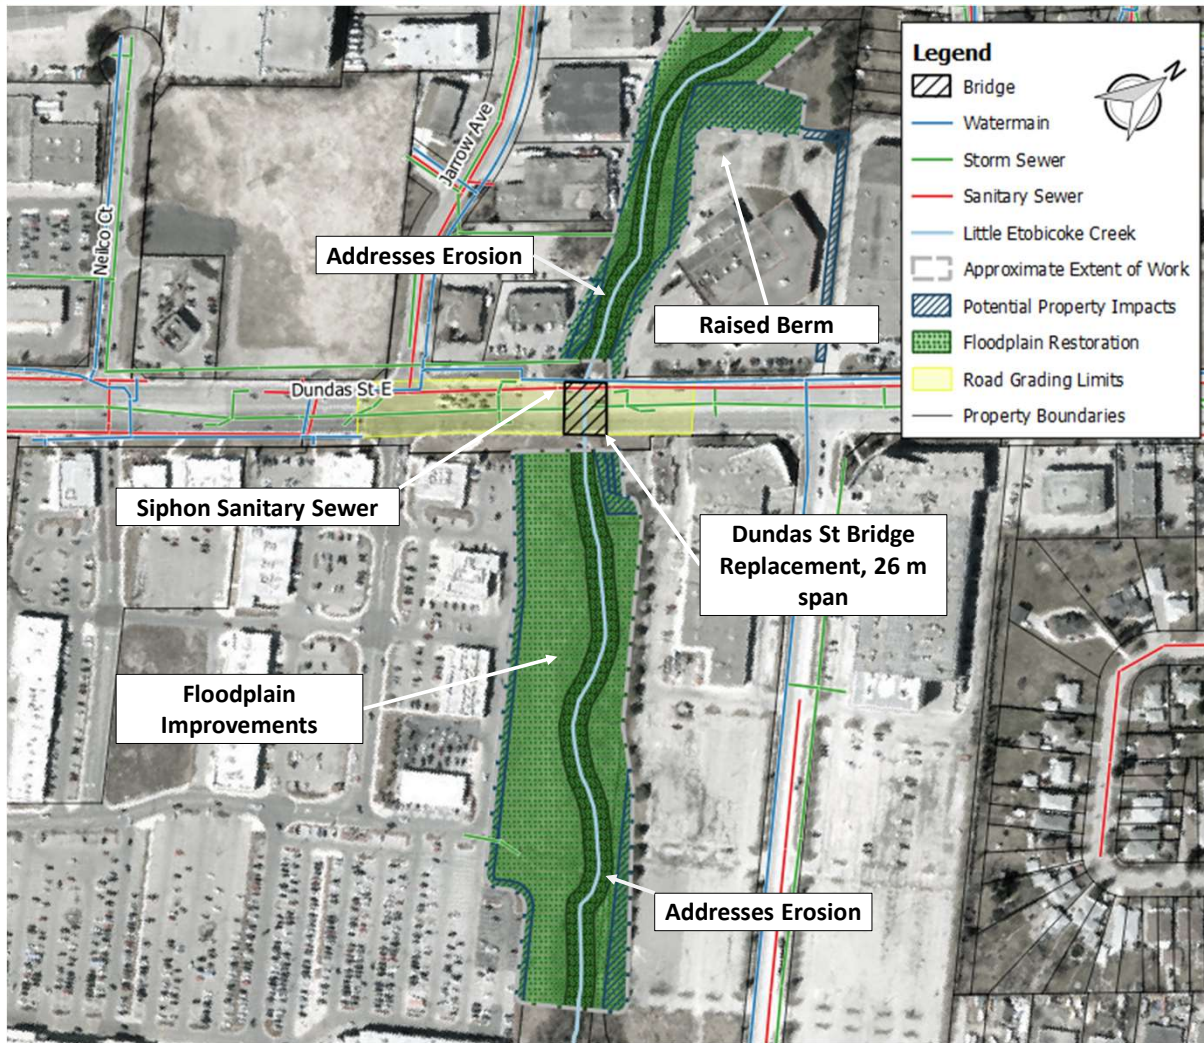 Legend
N
Bridge
Watermain
Storm Sewer
Sanitary Sewer
Little Etobicoke Creek
Approximate Extent of Work
Potential Property Impacts
Floodplain Restoration
Road Grading Limits
Property Boundaries
Jarrow Ave
Neilco Ct
Addresses Erosion
Raised Berm
Dundas St E
Siphon Sanitary Sewer
Dundas St Bridge
Replacement, 26 m
span
Floodplain
Improvements
Addresses Erosion